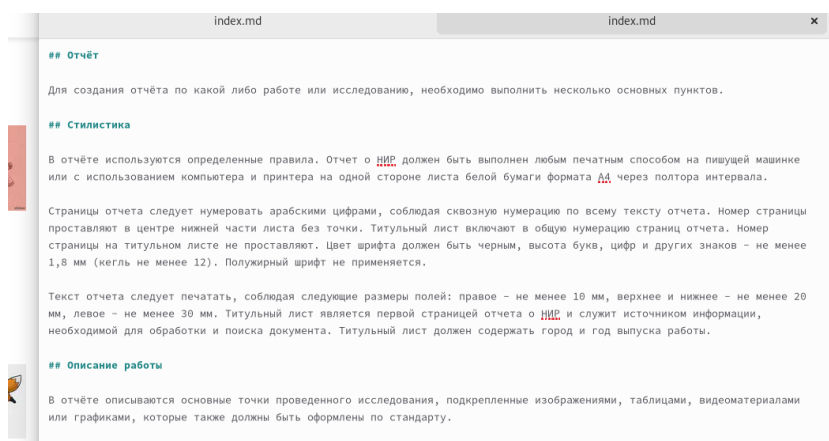 index.md
index.md ×
## Отчёт
Для создания отчёта по какой либо работе или исследованию, необходимо выполнить несколько основных пунктов.
## Стилистика
В отчёте используются определенные правила. Отчет о НИР должен быть выполнен любым печатным способом на пишущей машинке
или с использованием компьютера и принтера на одной стороне листа белой бумаги формата А4 через полтора интервала.
Страницы отчета следует нумеровать арабскими цифрами, соблюдая сквозную нумерацию по всему тексту отчета. Номер страницы
проставляют в центре нижней части листа без точки. Титульный лист включают в общую нумерацию страниц отчета. Номер
страницы на титульном листе не проставляют. Цвет шрифта должен быть черным, высота букв, цифр и других знаков – не менее
1,8 мм (кегль не менее 12). Полужирный шрифт не применяется.
Текст отчета следует печатать, соблюдая следующие размеры полей: правое – не менее 10 мм, верхнее и нижнее – не менее 20
мм, левое – не менее 30 мм. Титульный лист является первой страницей отчета о НИР и служит источником информации,
необходимой для обработки и поиска документа. Титульный лист должен содержать город и год выпуска работы.
## Описание работы
В отчёте описываются основные точки проведенного исследования, подкрепленные изображениями, таблицами, видеоматериалами
или графиками, которые также должны быть оформлены по стандарту.